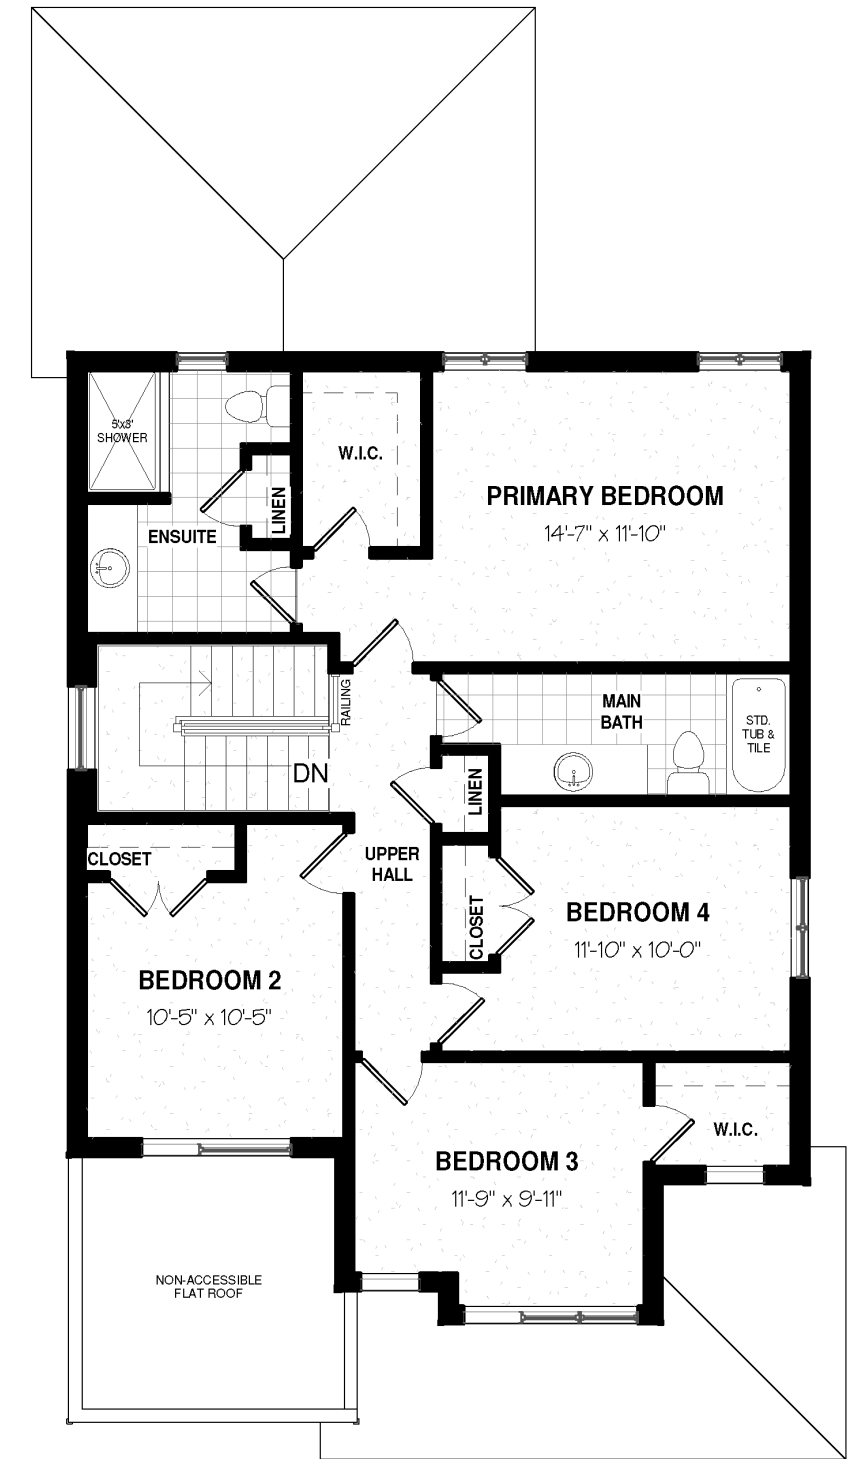 5'x3'
SHOWER
W.I.C.
LINEN
ENSUITE
PRIMARY BEDROOM
14'-7" x 11'-10"
RAILING
MAIN
BATH
STD.
TUB &
TILE
DN
LINEN
CLOSET
UPPER
HALL
CLOSET
BEDROOM 4
11'-10" x 10'-0"
BEDROOM 2
10'-5" x 10'-5"
W.I.C.
BEDROOM 3
11'-9" x 9'-11"
NON-ACCESSIBLE
FLAT ROOF